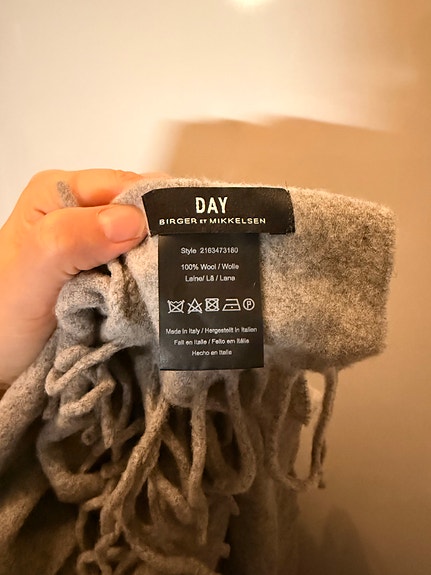 DAY
BIRGER ET MIKKELSEN
Style 2163473180
100% Wool / Wolle
Laine/ Lã / Lana
P
Made in Italy / Hergestellt in Italien
Fait en Italie / Feito em Itália
Hecho en Italia